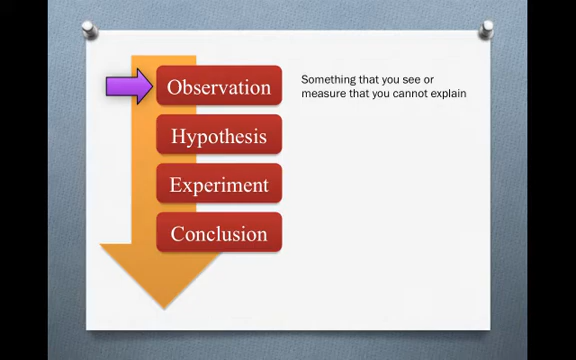 Observation
Something that you see or
measure that you cannot explain
Hypothesis
Experiment
Conclusion